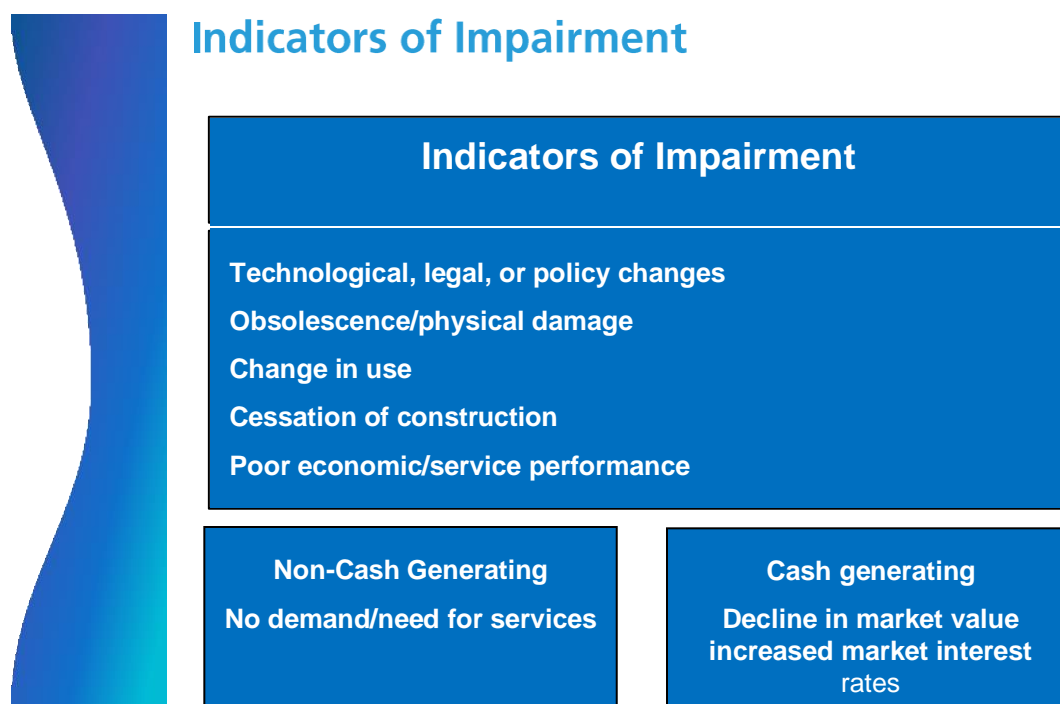 Indicators of Impairment
Indicators of Impairment
Technological, legal, or policy changes
Obsolescence/physical damage
Change in use
Cessation of construction
Poor economic/service performance
Non-Cash Generating
No demand/need for services
Cash generating
Decline in market value
increased market interest
rates